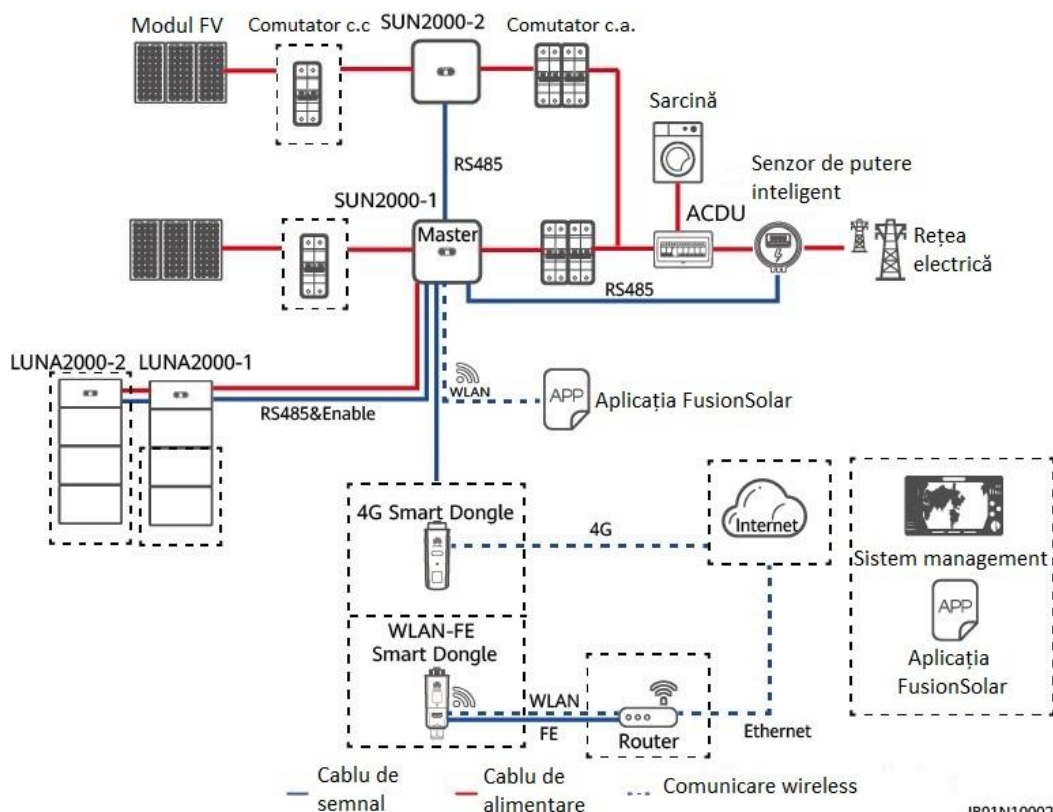 Modul FV
Comutator c.c
SUN2000-2
Comutator c.a.
Sarcină
RS485
Senzor de putere
inteligent
SUN2000-1
ACDU
Master
Rețea
electrică
RS485
LUNA2000-2
LUNA2000-1
RS485&Enable
WLAN
APP
Aplicația FusionSolar
4G Smart Dongle
4G
Internet
Sistem management
APP
Aplicația
FusionSolar
WLAN-FE
Smart Dongle
WLAN
FE
Router
Ethernet
Cablu de
semnal
Cablu de
alimentare
Comunicare wireless